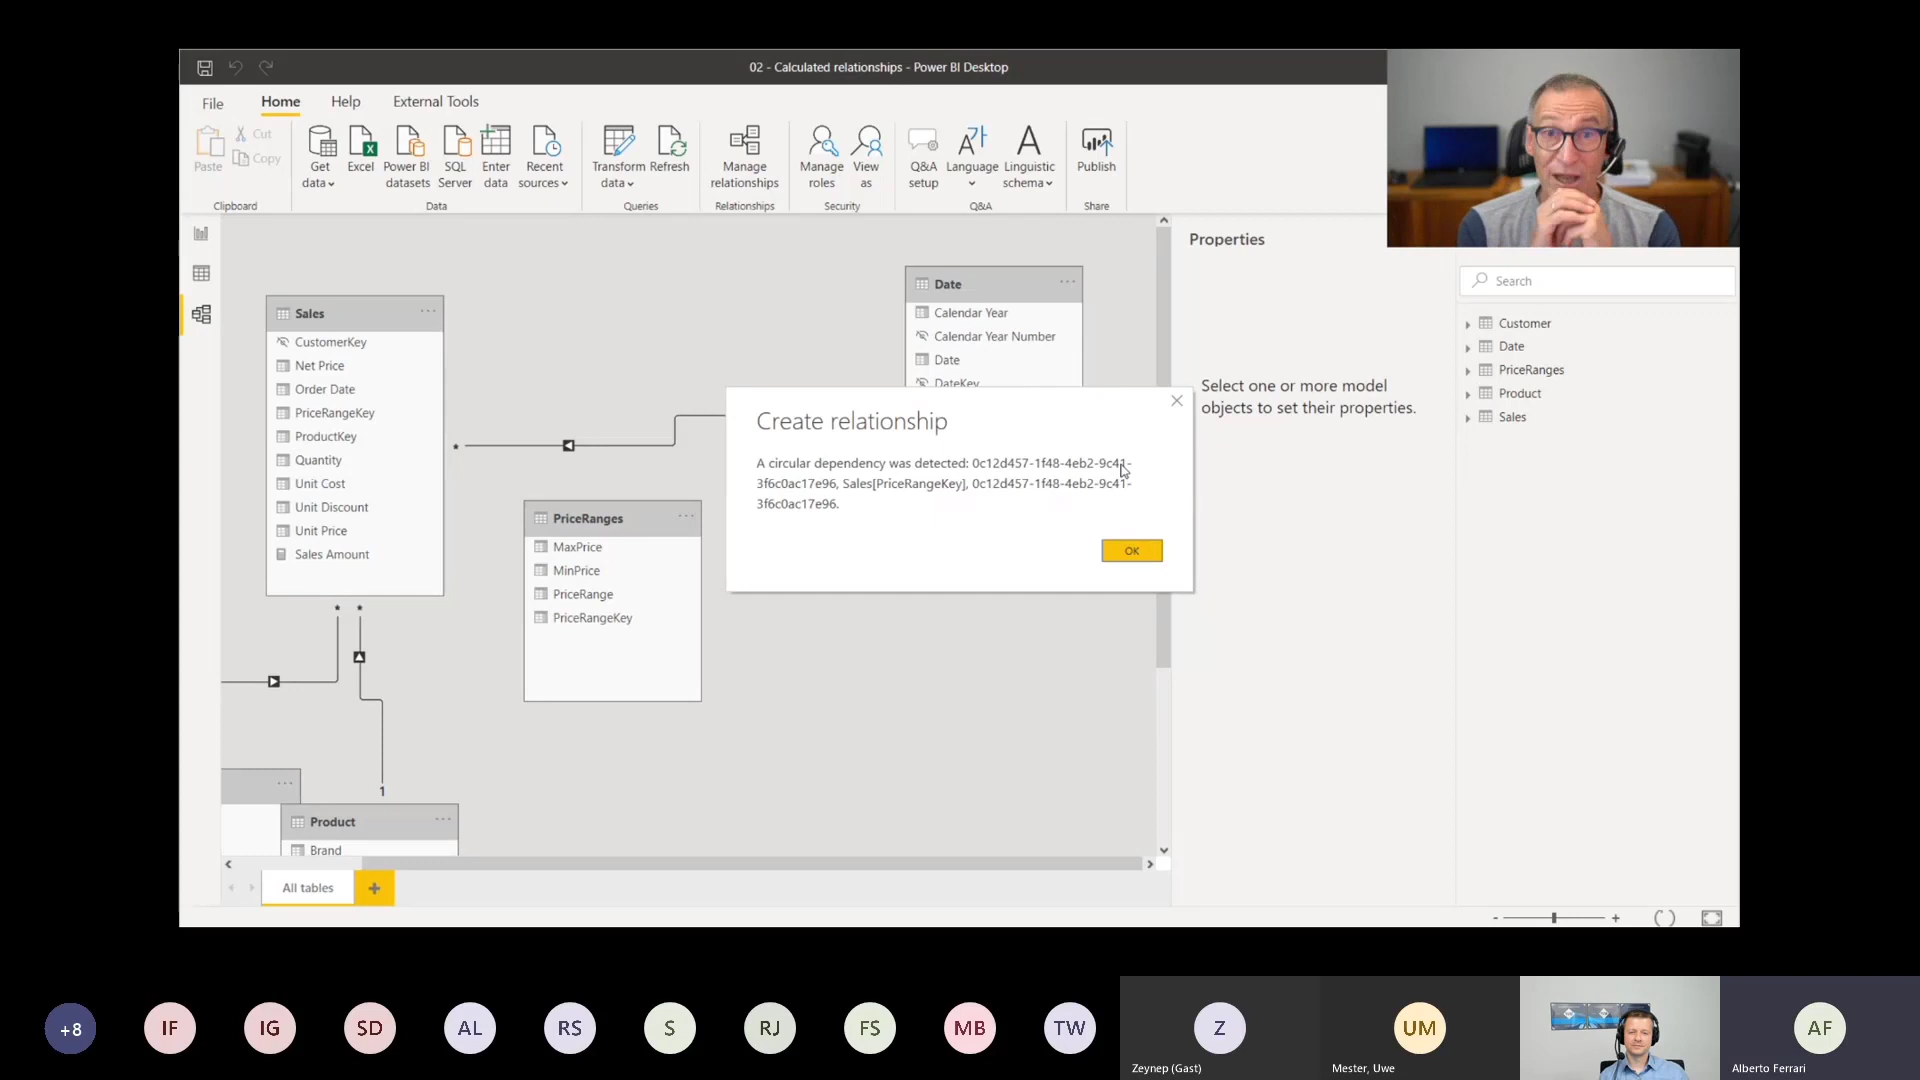 02 - Calculated relationships - Power BI Desktop
File
Home
Help
External Tools
Paste
Cut
Copy
Clipboard
Get
data
Excel
Power BI
datasets
SQL
Server
Enter
data
Recent
sources
Data
Transform
data
Refresh
Queries
Manage
relationships
Relationships
Manage
roles
View
as
Security
Q&A
setup
Language
Linguistic
schema
Q&A
Publish
Share
Sales
CustomerKey
Net Price
Order Date
PriceRangeKey
ProductKey
Quantity
Unit Cost
Unit Discount
Unit Price
Sales Amount
Date
Calendar Year
Calendar Year Number
Date
DateKey
PriceRanges
MaxPrice
MinPrice
PriceRange
PriceRangeKey
Create relationship
A circular dependency was detected: 0c12d457-1f48-4eb2-9c41-
3f6c0ac17e96, Sales[PriceRangeKey], 0c12d457-1f48-4eb2-9c41-
3f6c0ac17e96.
OK
*
* *
1
Product
Brand
All tables
+
Properties
Select one or more model
objects to set their properties.
Search
Customer
Date
PriceRanges
Product
Sales
- +
+8
IF
IG
SD
AL
RS
S
RJ
FS
MB
TW
Z
Zeynep (Gast)
UM
Mester, Uwe
AF
Alberto Ferrari